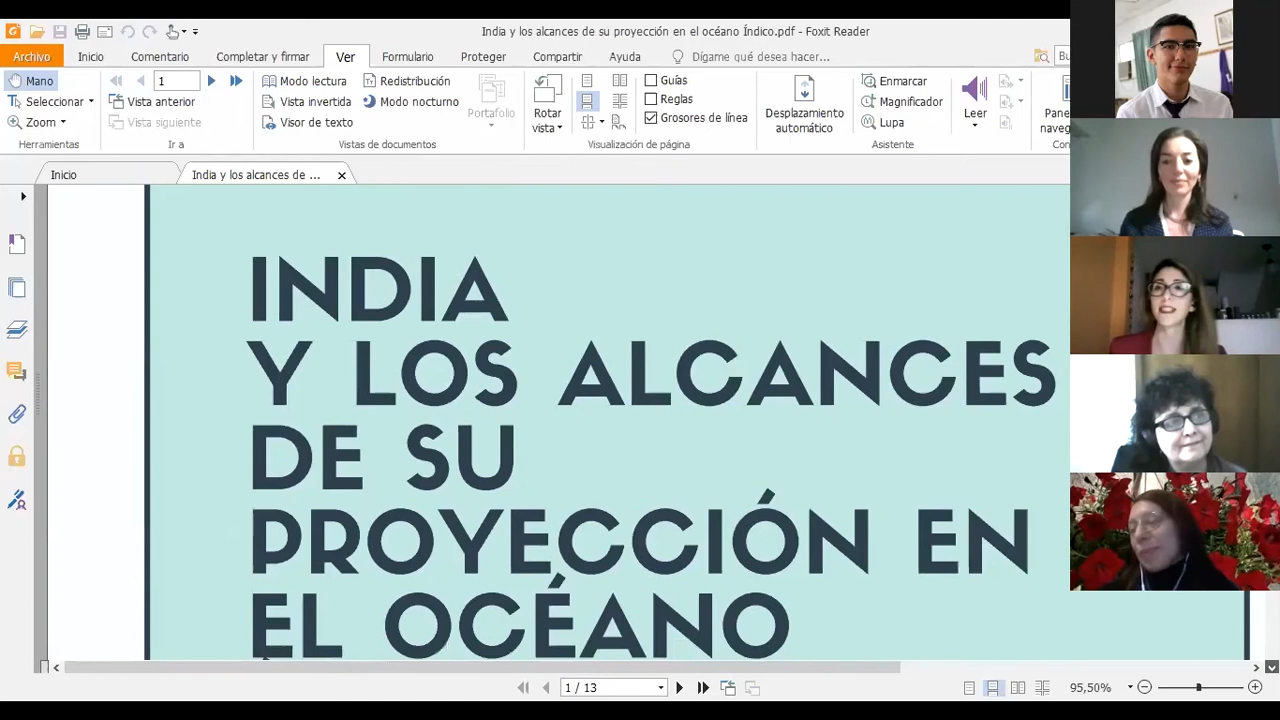 India y los alcances de su proyección en el océano Índico.pdf - Foxit Reader
Archivo Inicio Comentario Completar y firmar Ver Formulario Proteger Compartir Ayuda Dígame qué desea hacer... Bu
Mano 1 Modo lectura Redistribución Guías Enmarcar
Seleccionar Vista anterior Vista invertida Modo nocturno Reglas Magnificador
Zoom Vista siguiente Visor de texto Grosores de línea Lupa
Portafolio Rotar vista Desplazamiento automático Leer Pane naveg
Herramientas Ir a Vistas de documentos Visualización de página Asistente Con
Inicio India y los alcances de ...
INDIA
Y LOS ALCANCES
DE SU
PROYECCIÓN EN
EL OCÉANO
1 / 13 95,50%